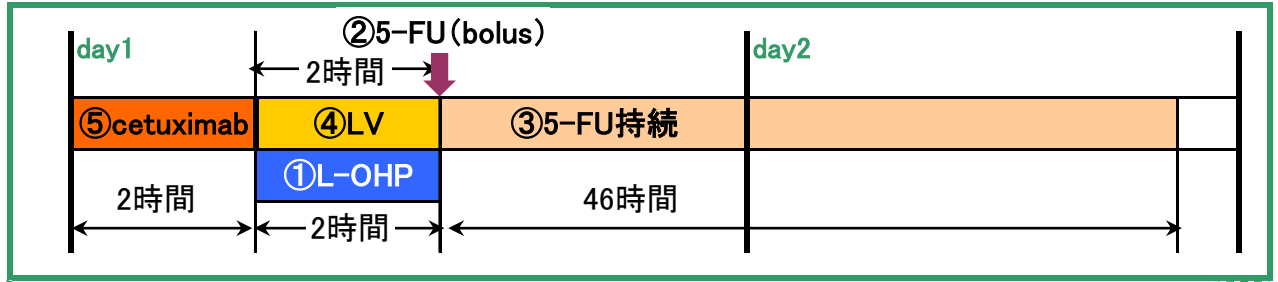 ②5-FU(bolus)
day1
day2
2時間
⑤cetuximab
④LV
③5-FU持続
①L-OHP
2時間
46時間
2時間